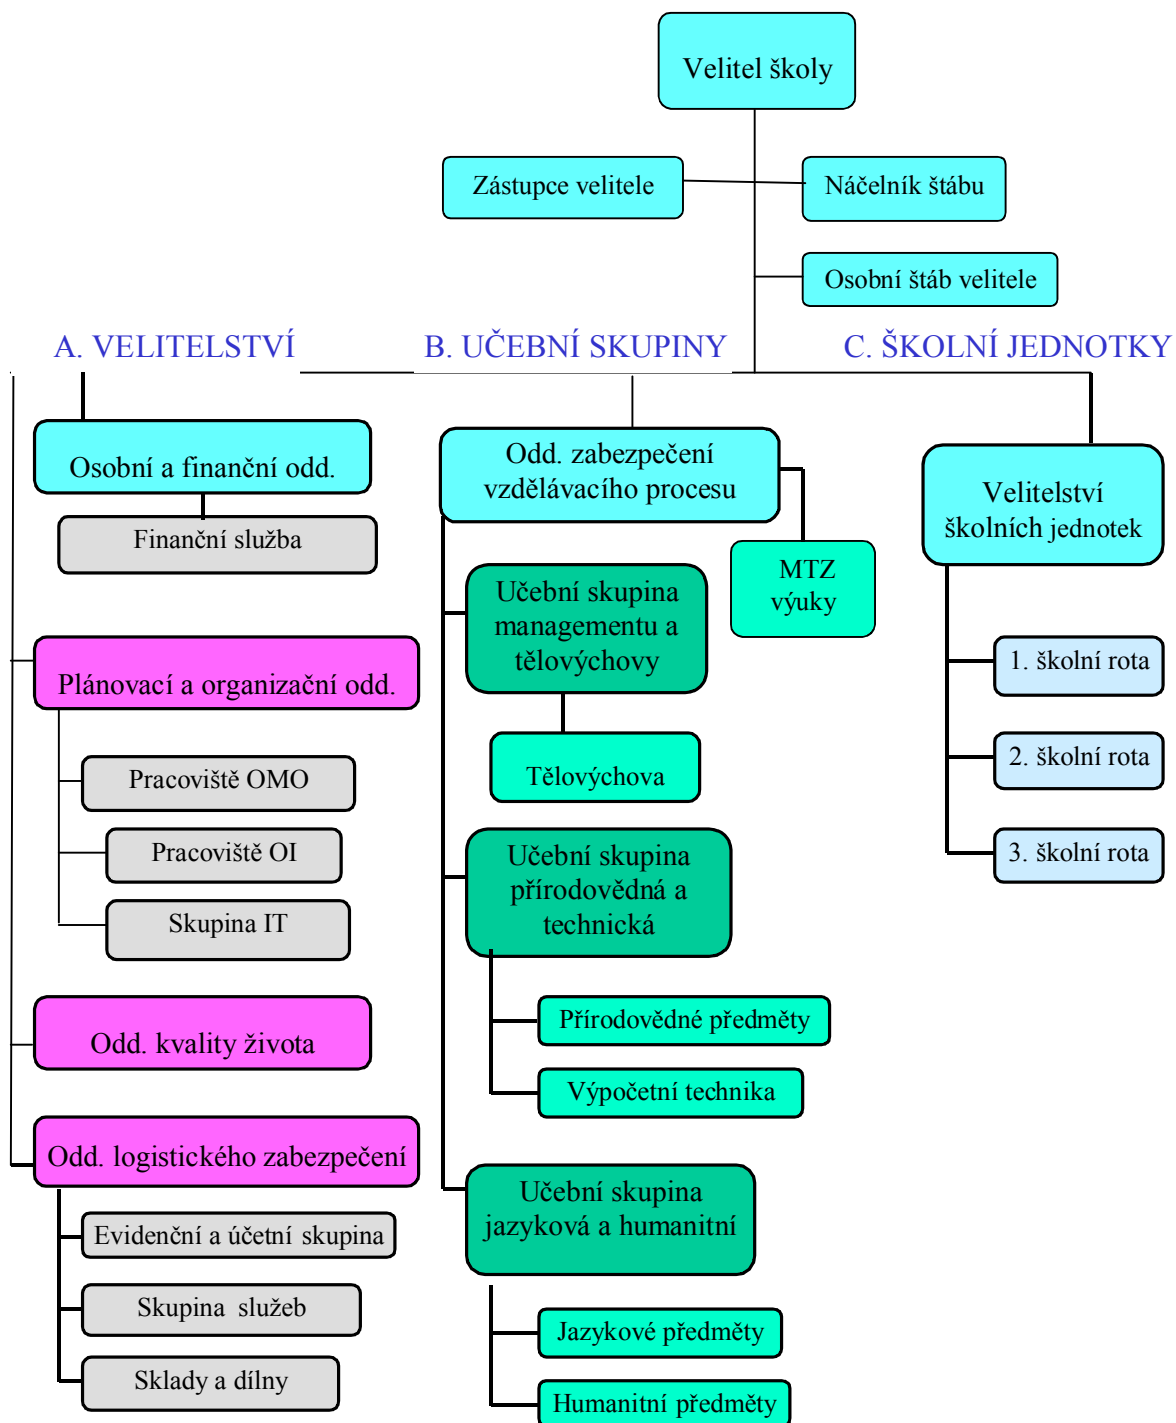 Velitel školy
Zástupce velitele
Náčelník štábu
Osobní štáb velitele
A. VELITELSTVÍ
B. UČEBNÍ SKUPINY
C. ŠKOLNÍ JEDNOTKY
Osobní a finanční odd.
Finanční služba
Plánovací a organizační odd.
Pracoviště OMO
Pracoviště OI
Skupina IT
Odd. kvality života
Odd. logistického zabezpečení
Evidenční a účetní skupina
Skupina služeb
Sklady a dílny
Odd. zabezpečení
vzdělávacího procesu
MTZ
výuky
Učební skupina
managementu a
tělovýchovy
Tělovýchova
Učební skupina
přírodovědná a
technická
Přírodovědné předměty
Výpočetní technika
Učební skupina
jazyková a humanitní
Jazykové předměty
Humanitní předměty
Velitelství
školních jednotek
1. školní rota
2. školní rota
3. školní rota